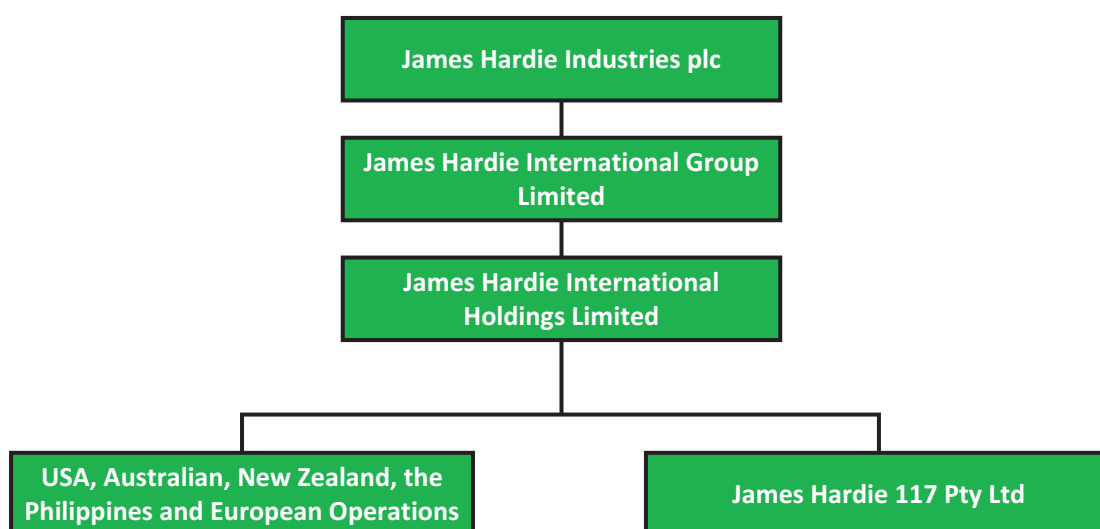 James Hardie Industries plc
James Hardie International Group
Limited
James Hardie International
Holdings Limited
USA, Australian, New Zealand, the
Philippines and European Operations
James Hardie 117 Pty Ltd